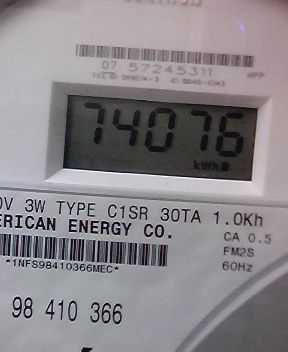 07 57245311
74076
kWha
0V 3W TYPE C1SR 30TA 1.0Kh
ERICAN ENERGY CO.
CA 0.5
FM2S
*1NFS98410366MEC*
60Hz
98 410 366